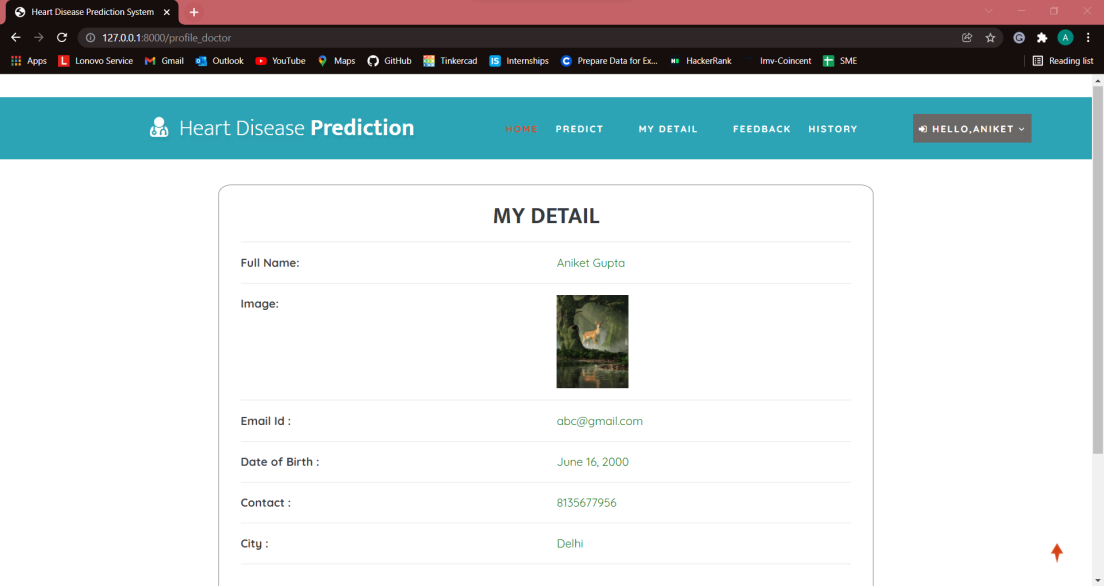 Heart Disease Prediction System
127.0.0.1:8000/profile_doctor
A
Apps Lonovo Service Gmail Outlook YouTube Maps GitHub Tinkercad IS Internships Prepare Data for Ex... HackerRank Imv-Coincent SME Reading list
Heart Disease Prediction HOME PREDICT MY DETAIL FEEDBACK HISTORY HELLO,ANIKET
MY DETAIL
Full Name: Aniket Gupta
Image:
Email Id : abc@gmail.com
Date of Birth : June 16, 2000
Contact : 8135677956
City : Delhi